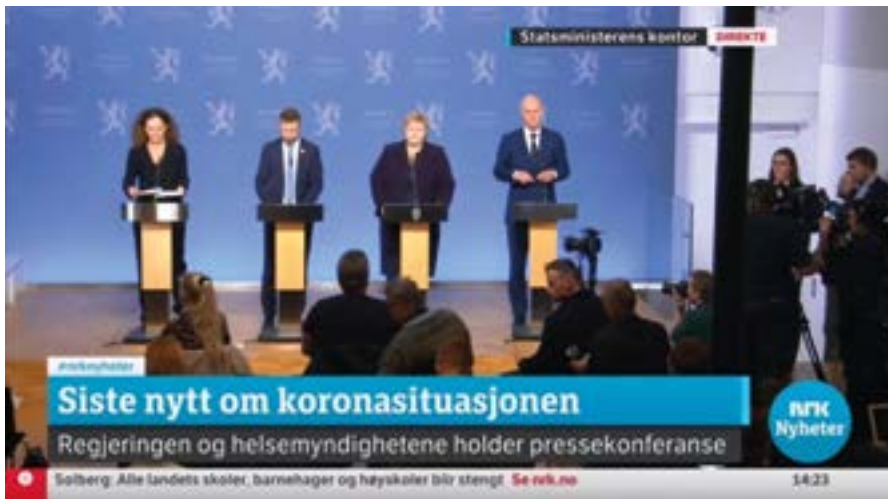 Statsministerens kontor DIREKTE
#nrknyheter
Siste nytt om koronasituasjonen
Regjeringen og helsemyndighetene holder pressekonferanse
NRK
Nyheter
Solberg: Alle landets skoler, barnehager og høyskoler blir stengt Se nrk.no
14:23